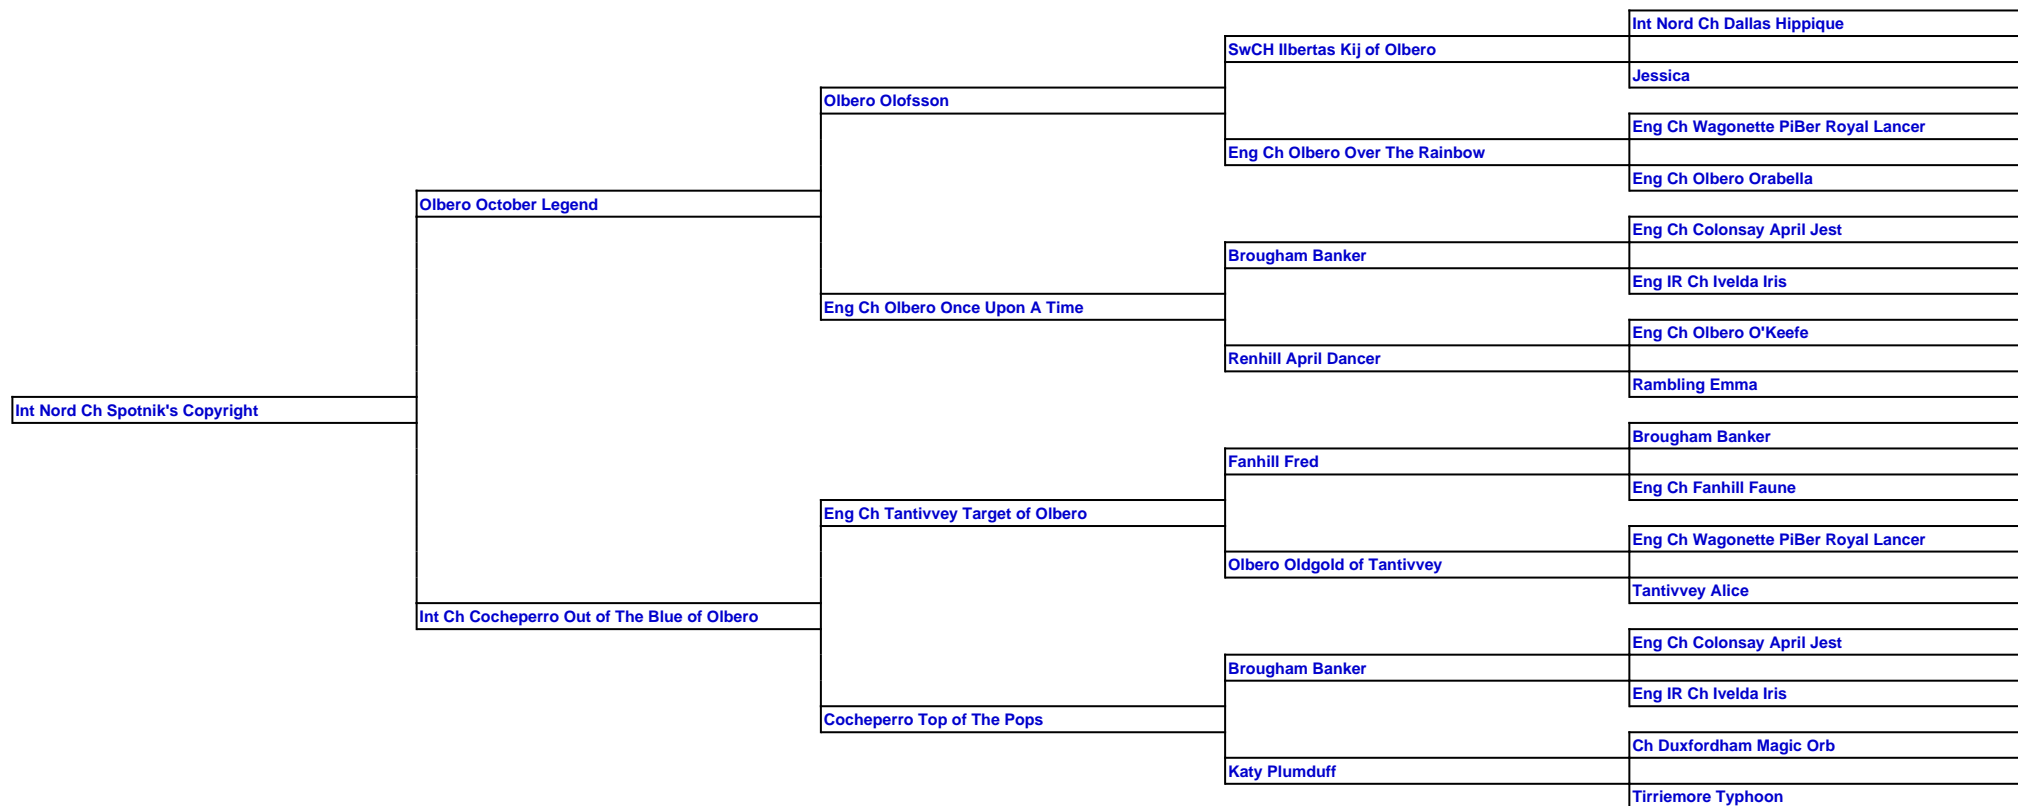 Int Nord Ch Dallas Hippique
SwCH Ilbertas Kij of Olbero
Jessica
Olbero Olofsson
Eng Ch Wagonette PiBer Royal Lancer
Eng Ch Olbero Over The Rainbow
Eng Ch Olbero Orabella
Olbero October Legend
Eng Ch Colonsay April Jest
Brougham Banker
Eng IR Ch Ivelda Iris
Eng Ch Olbero Once Upon A Time
Eng Ch Olbero O'Keefe
Renhill April Dancer
Rambling Emma
Int Nord Ch Spotnik's Copyright
Brougham Banker
Fanhill Fred
Eng Ch Fanhill Faune
Eng Ch Tantivvey Target of Olbero
Eng Ch Wagonette PiBer Royal Lancer
Olbero Oldgold of Tantivvey
Tantivvey Alice
Int Ch Cocheperro Out of The Blue of Olbero
Eng Ch Colonsay April Jest
Brougham Banker
Eng IR Ch Ivelda Iris
Cocheperro Top of The Pops
Ch Duxfordham Magic Orb
Katy Plumduff
Tirriemore Typhoon